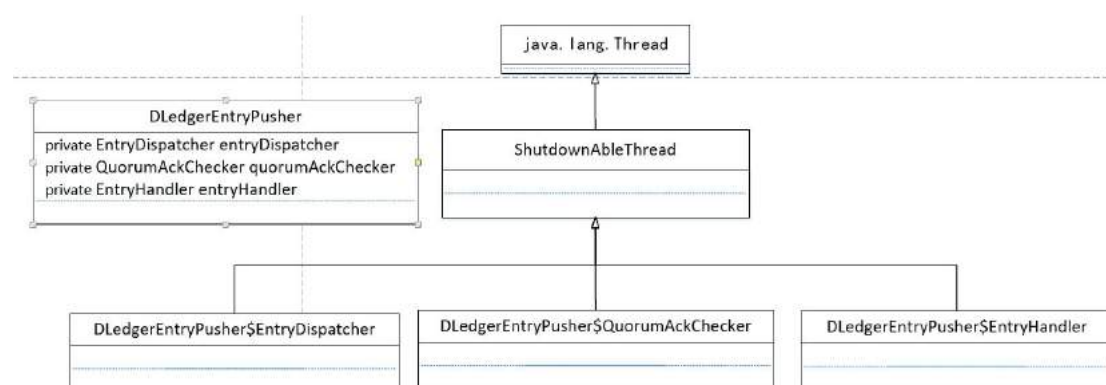 java.lang.Thread
DLedgerEntryPusher
private EntryDispatcher entryDispatcher
private QuorumAckChecker quorumAckChecker
private EntryHandler entryHandler
ShutdownAbleThread
DLedgerEntryPusher$EntryDispatcher
DLedgerEntryPusher$QuorumAckChecker
DLedgerEntryPusher$EntryHandler